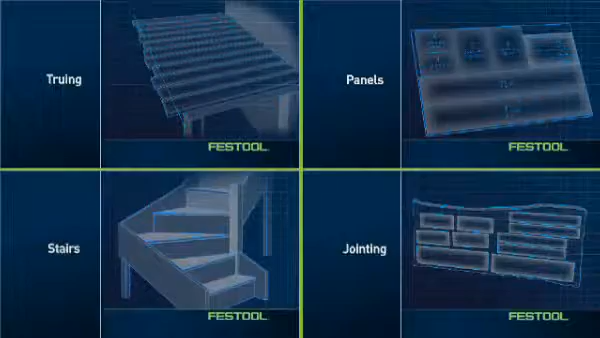 Truing
FESTOOL
Panels
FESTOOL
Stairs
FESTOOL
Jointing
FESTOOL